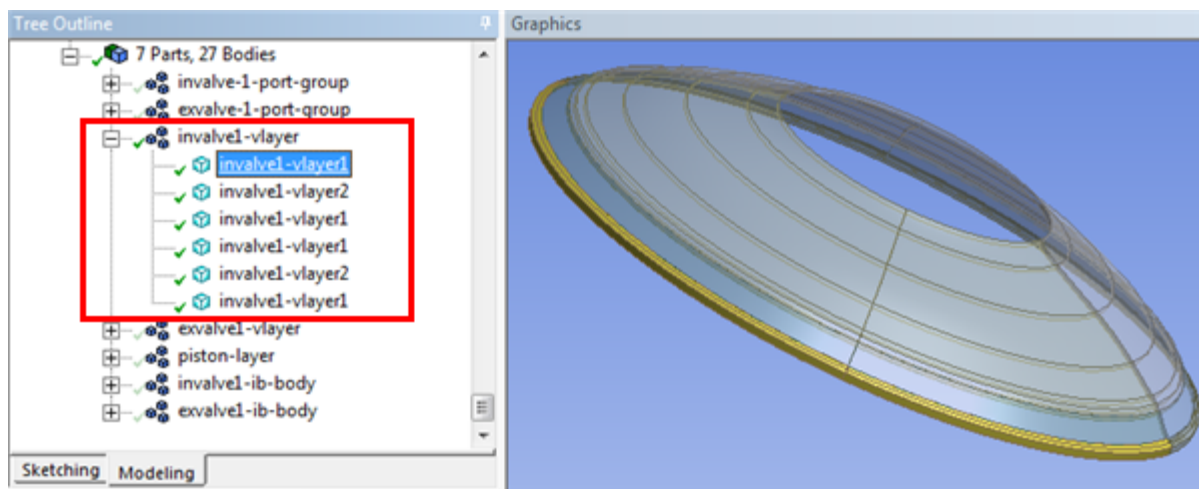 Tree Outline
7 Parts, 27 Bodies
invalve-1-port-group
exvalve-1-port-group
invalve1-vlayer
invalve1-vlayer1
invalve1-vlayer2
invalve1-vlayer1
invalve1-vlayer1
invalve1-vlayer2
invalve1-vlayer1
exvalve1-vlayer
piston-layer
invalve1-ib-body
exvalve1-ib-body
Sketching Modeling
Graphics